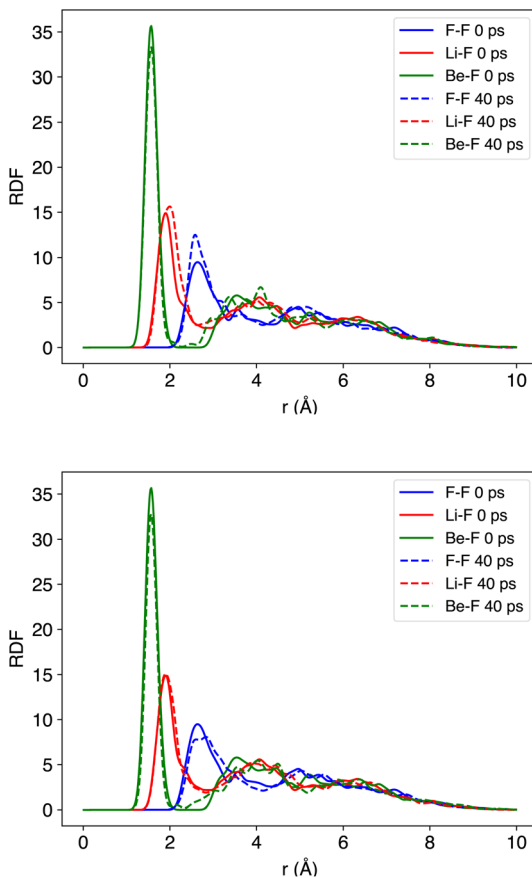 35
30
25
20
15
10
5
0
RDF
F-F 0 ps
Li-F 0 ps
Be-F 0 ps
F-F 40 ps
Li-F 40 ps
Be-F 40 ps
0 2 4 6 8 10
r (Å)
35
30
25
20
15
10
5
0
RDF
F-F 0 ps
Li-F 0 ps
Be-F 0 ps
F-F 40 ps
Li-F 40 ps
Be-F 40 ps
0 2 4 6 8 10
r (Å)